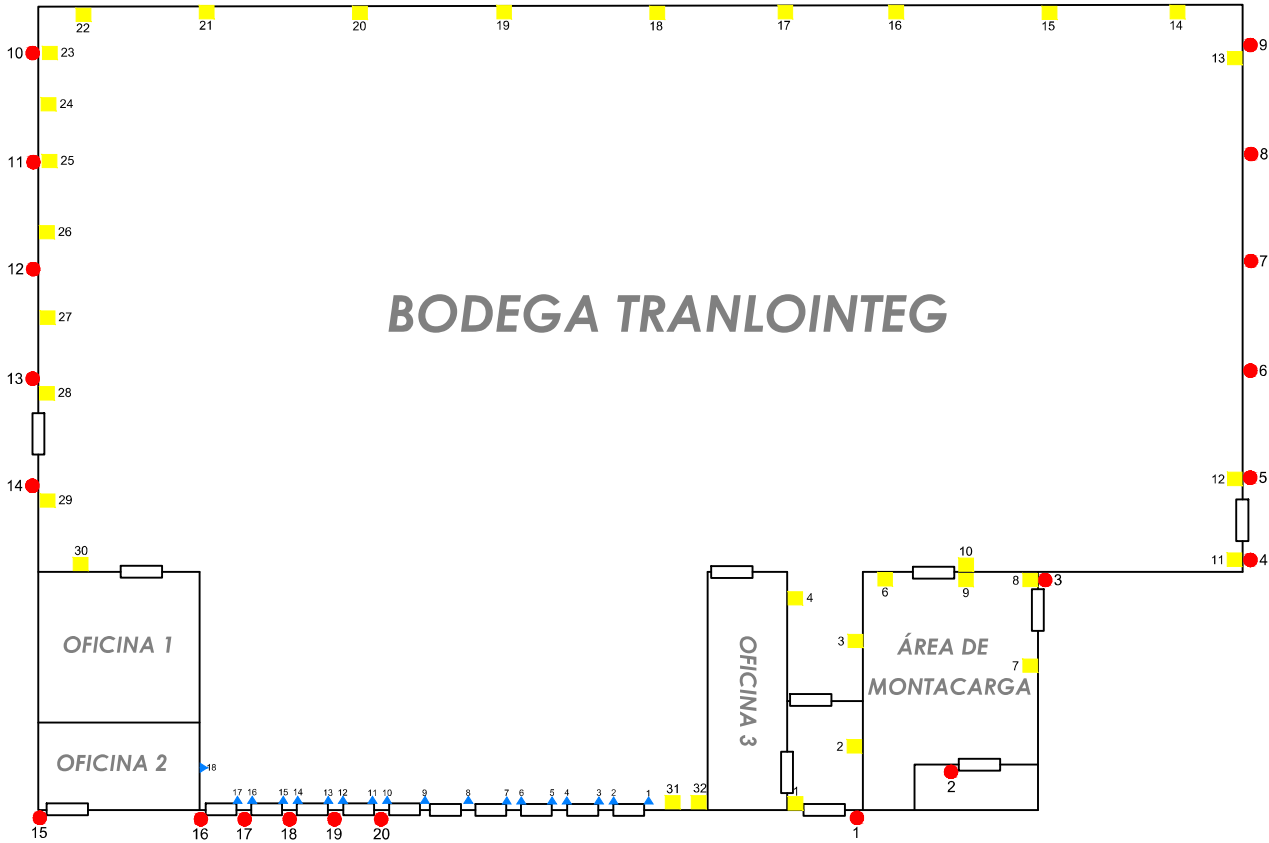 22 21 20 19 18 17 16 15 14
10 23 13 9
24
11 25 8
26
12 7
BODEGA TRANLOINTEG
27
13 28 6
14 29 12 5
30 10 11 4
6 9 8 3
4
OFICINA 1
3
ÁREA DE
MONTACARGA
7
OFICINA 3
2
OFICINA 2
18
2
17 16 15 14 13 12 11 10 9 8 7 6 5 4 3 2 1 31 32 1
15 16 17 18 19 20 1